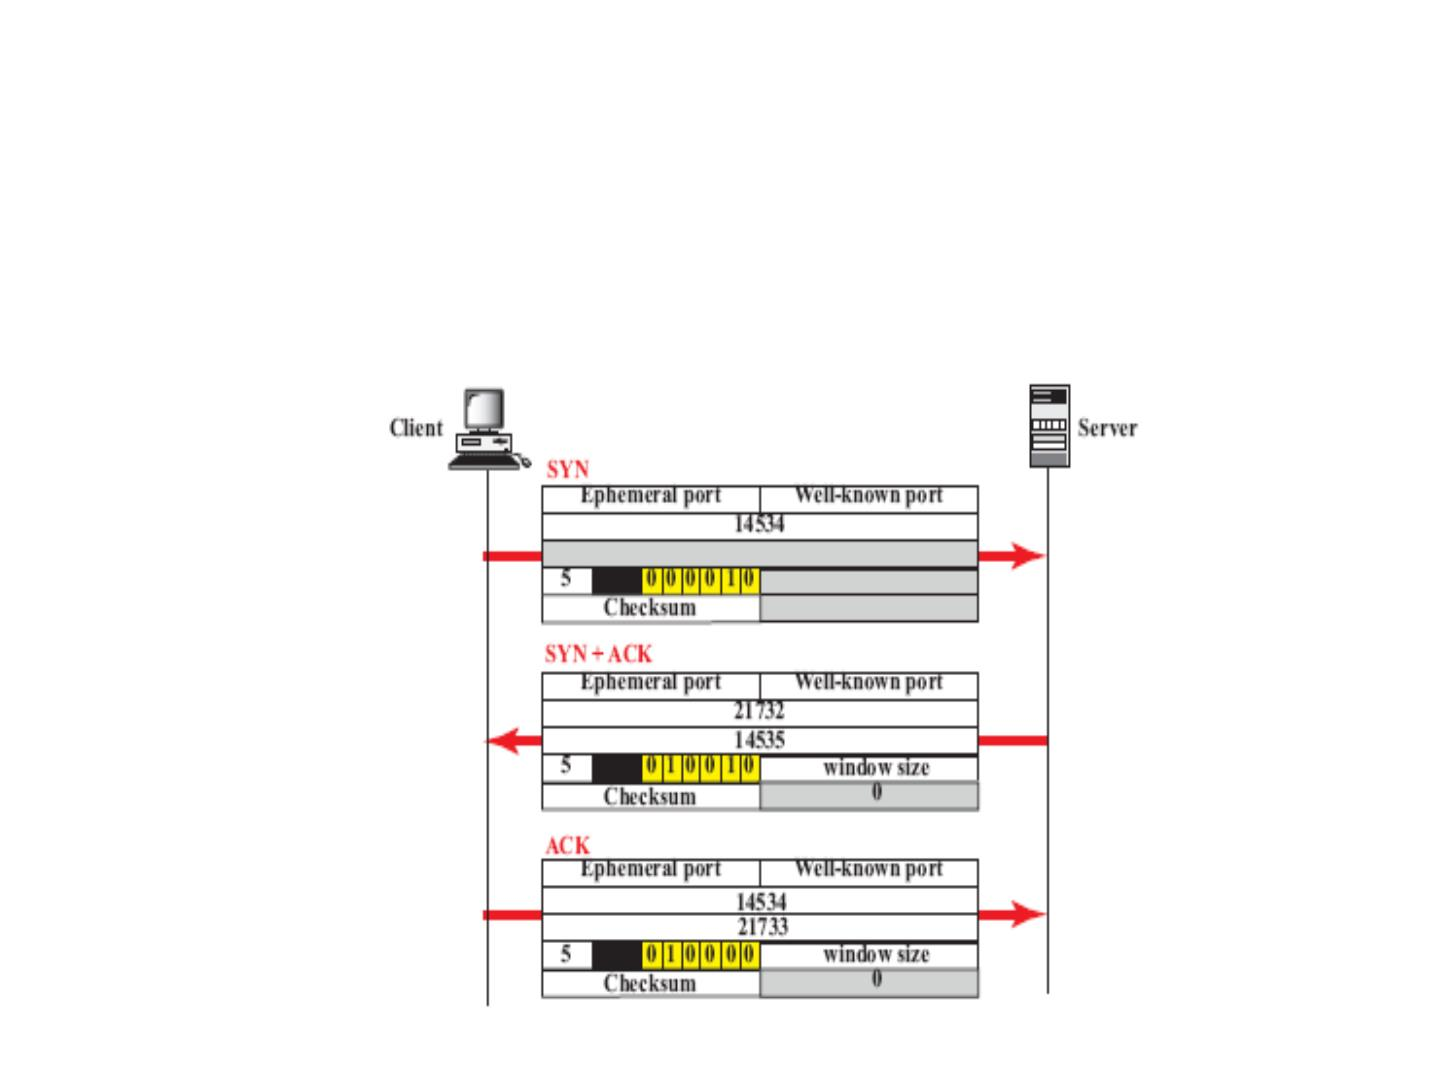 Client
Server
SYN
Ephemeral port Well-known port
14534
5 0 0 0 0 1 0
Checksum
SYN + ACK
Ephemeral port Well-known port
21732
14535
5 0 1 0 0 1 0 window size
Checksum 0
ACK
Ephemeral port Well-known port
14534
21733
5 0 1 0 0 0 0 window size
Checksum 0